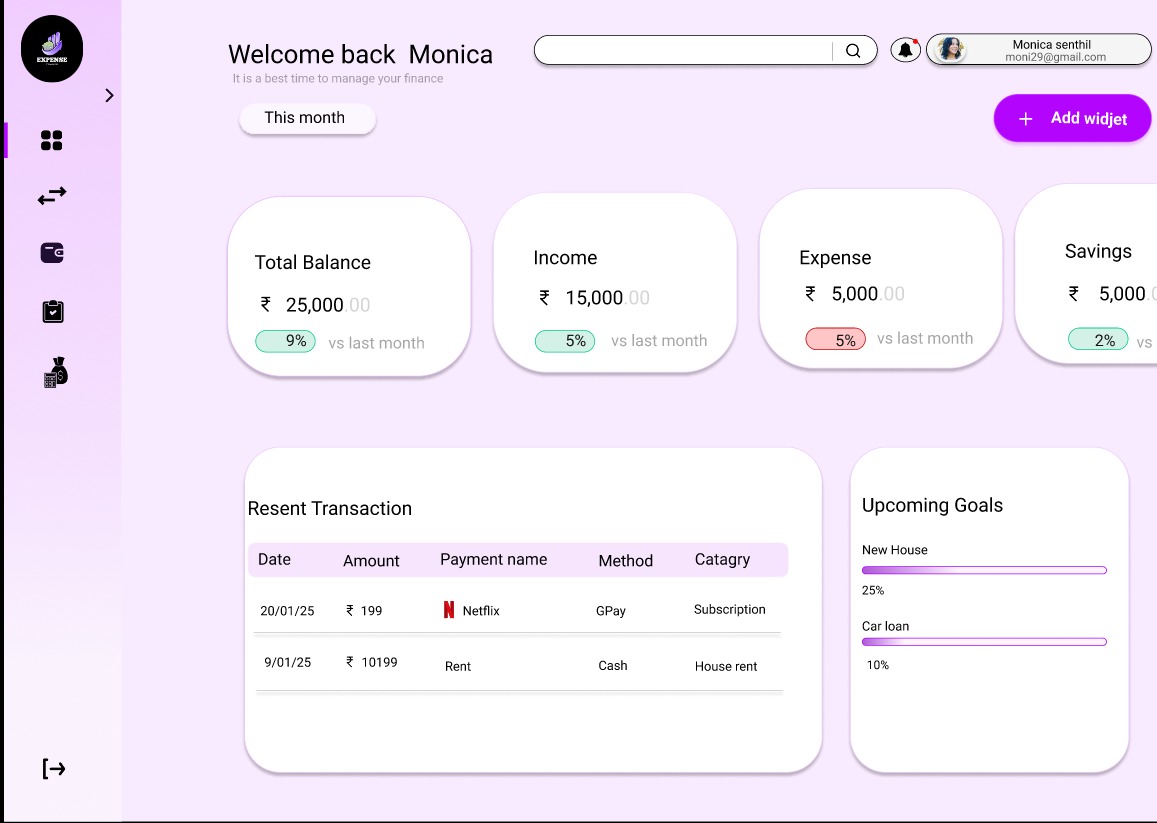 EXPENSE
Welcome back Monica
It is a best time to manage your finance
Monica senthil
moni29@gmail.com
This month
+ Add widjet
Total Balance
₹ 25,000.00
9% vs last month
Income
₹ 15,000.00
5% vs last month
Expense
₹ 5,000.00
5% vs last month
Savings
₹ 5,000.0
2% vs
Resent Transaction
Date Amount Payment name Method Catagry
20/01/25 ₹ 199 N Netflix GPay Subscription
9/01/25 ₹ 10199 Rent Cash House rent
Upcoming Goals
New House
25%
Car loan
10%